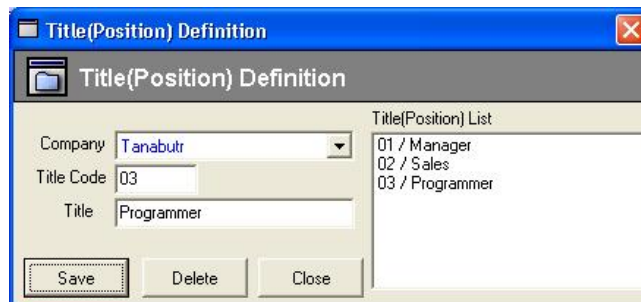 Title(Position) Definition
Title(Position) Definition
Company Tanabutr
Title Code 03
Title Programmer
Save Delete Close
Title(Position) List
01 / Manager
02 / Sales
03 / Programmer